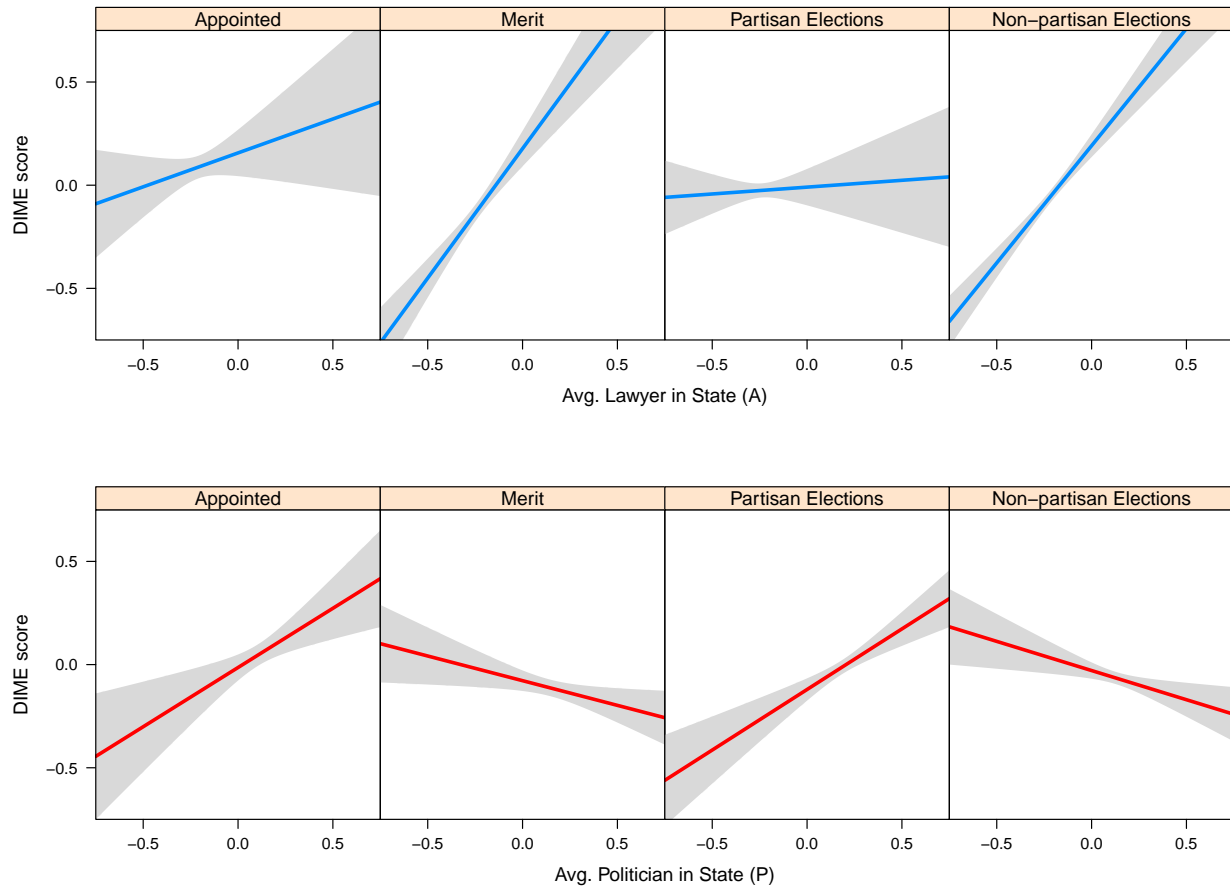 Appointed Merit Partisan Elections Non−partisan Elections
0.5
0.0
−0.5
DIME score
−0.5 0.0 0.5 −0.5 0.0 0.5 −0.5 0.0 0.5 −0.5 0.0 0.5
Avg. Lawyer in State (A)
Appointed Merit Partisan Elections Non−partisan Elections
0.5
0.0
−0.5
DIME score
−0.5 0.0 0.5 −0.5 0.0 0.5 −0.5 0.0 0.5 −0.5 0.0 0.5
Avg. Politician in State (P)